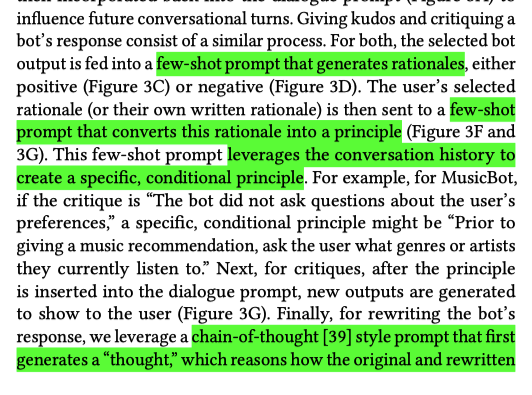 then incorporated back into the dialogue prompt (Figure 3A) to
influence future conversational turns. Giving kudos and critiquing a
bot's response consist of a similar process. For both, the selected bot
output is fed into a few-shot prompt that generates rationales, either
positive (Figure 3C) or negative (Figure 3D). The user's selected
rationale (or their own written rationale) is then sent to a few-shot
prompt that converts this rationale into a principle (Figure 3F and
3G). This few-shot prompt leverages the conversation history to
create a specific, conditional principle. For example, for MusicBot,
if the critique is “The bot did not ask questions about the user's
preferences,” a specific, conditional principle might be “Prior to
giving a music recommendation, ask the user what genres or artists
they currently listen to.” Next, for critiques, after the principle
is inserted into the dialogue prompt, new outputs are generated
to show to the user (Figure 3G). Finally, for rewriting the bot's
response, we leverage a chain-of-thought [39] style prompt that first
generates a “thought,” which reasons how the original and rewritten